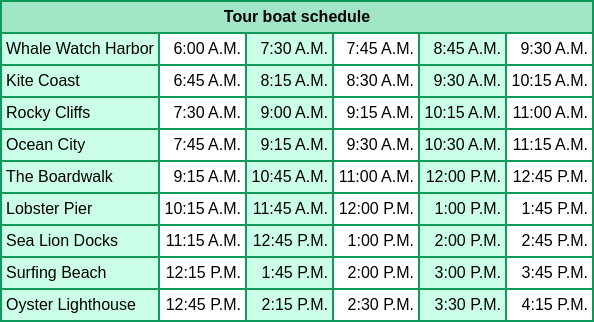 Tour boat schedule
Whale Watch Harbor 6:00 A.M. 7:30 A.M. 7:45 A.M. 8:45 A.M. 9:30 A.M.
Kite Coast 6:45 A.M. 8:15 A.M. 8:30 A.M. 9:30 A.M. 10:15 A.M.
Rocky Cliffs 7:30 A.M. 9:00 A.M. 9:15 A.M. 10:15 A.M. 11:00 A.M.
Ocean City 7:45 A.M. 9:15 A.M. 9:30 A.M. 10:30 A.M. 11:15 A.M.
The Boardwalk 9:15 A.M. 10:45 A.M. 11:00 A.M. 12:00 P.M. 12:45 P.M.
Lobster Pier 10:15 A.M. 11:45 A.M. 12:00 P.M. 1:00 P.M. 1:45 P.M.
Sea Lion Docks 11:15 A.M. 12:45 P.M. 1:00 P.M. 2:00 P.M. 2:45 P.M.
Surfing Beach 12:15 P.M. 1:45 P.M. 2:00 P.M. 3:00 P.M. 3:45 P.M.
Oyster Lighthouse 12:45 P.M. 2:15 P.M. 2:30 P.M. 3:30 P.M. 4:15 P.M.